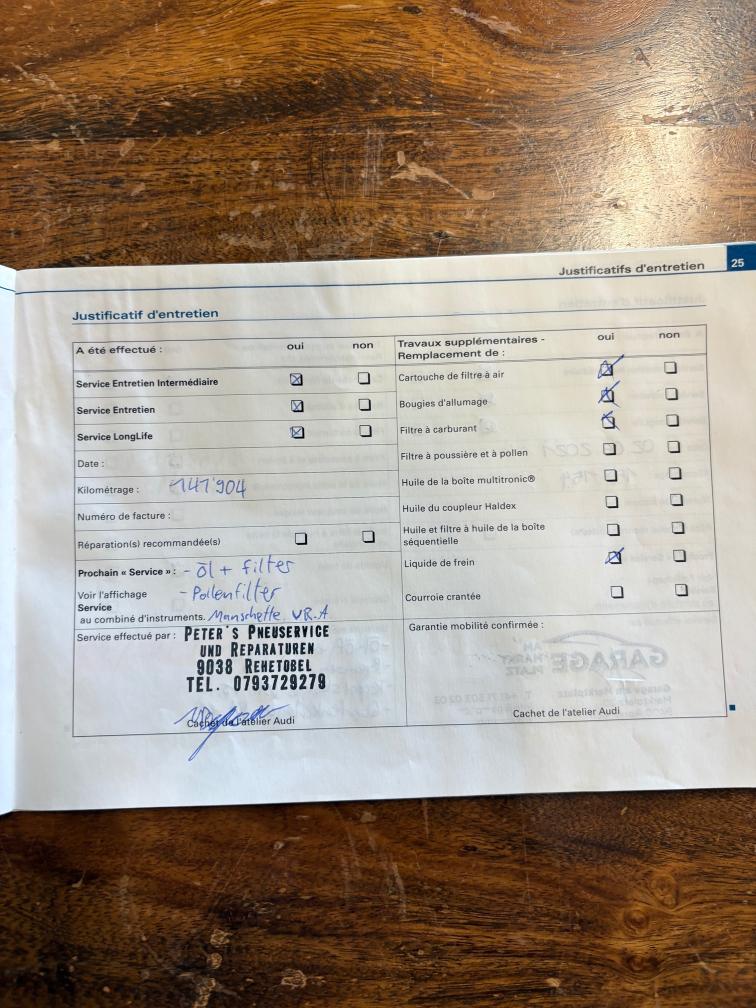 Justificatifs d'entretien 25
Justificatif d'entretien
A été effectué : oui non
Service Entretien Intermédiaire
Service Entretien
Service LongLife
Date :
Kilométrage : 147'904
Numéro de facture :
Réparation(s) recommandée(s)
Prochain « Service » : - Öl + filter
Voir l'affichage - Pollenfilter
Service
au combiné d'instruments. Manschette VR.A
Service effectué par : PETER'S PNEUSERVICE
UND REPARATUREN
9038 REHETOBEL
TEL. 0793729279
Cachet de l'atelier Audi
Travaux supplémentaires - oui non
Remplacement de :
Cartouche de filtre à air
Bougies d'allumage
Filtre à carburant
Filtre à poussière et à pollen
Huile de la boîte multitronic®
Huile du coupleur Haldex
Huile et filtre à huile de la boîte
séquentielle
Liquide de frein
Courroie crantée
Garantie mobilité confirmée :
Cachet de l'atelier Audi